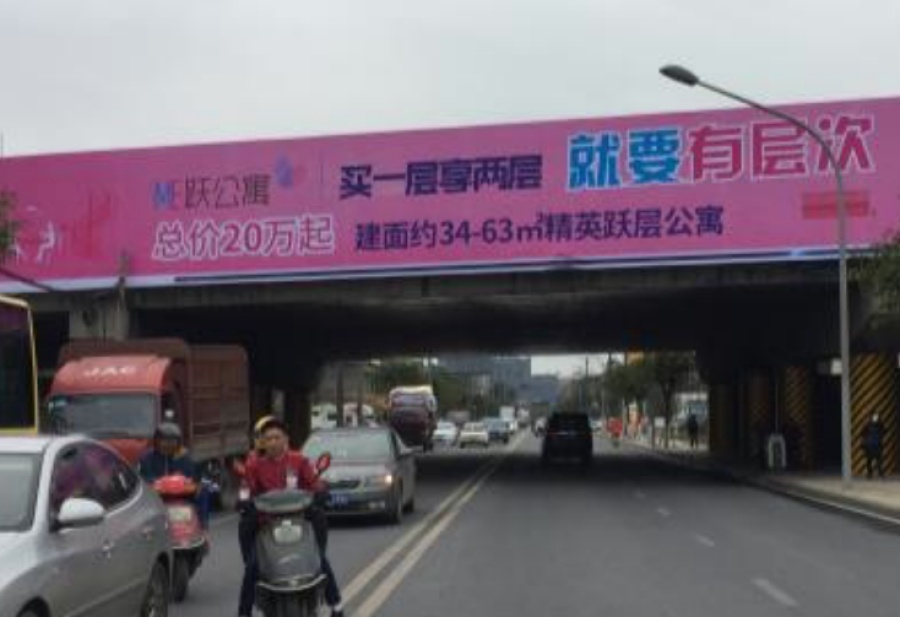 ME跃公寓
总价20万起
买一层享两层
就要有层次
建面约34-63㎡精英跃层公寓
JAC